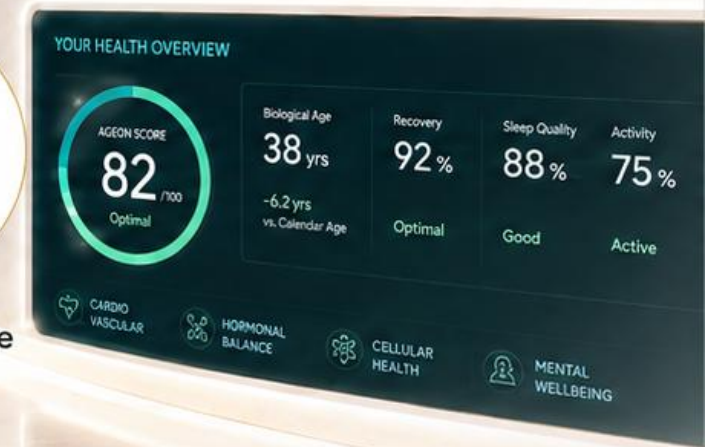 YOUR HEALTH OVERVIEW
AGEON SCORE
82 /100
Optimal
Biological Age
38 yrs
-6.2 yrs
vs. Calendar Age
Recovery
92 %
Optimal
Sleep Quality
88 %
Good
Activity
75 %
Active
CARDIO
VASCULAR
HORMONAL
BALANCE
CELLULAR
HEALTH
MENTAL
WELLBEING
e